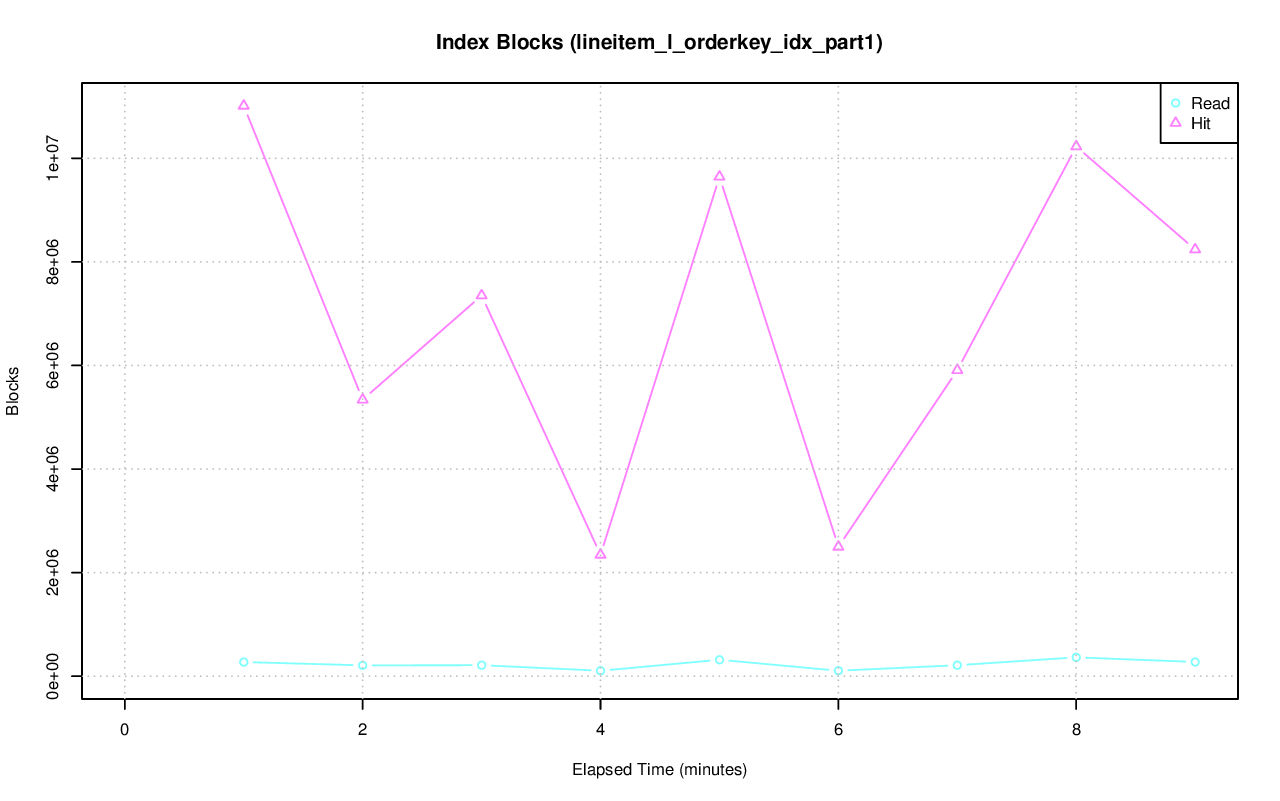 Index Blocks (lineitem_l_orderkey_idx_part1)
Read
Hit
Blocks
1e+07
8e+06
6e+06
4e+06
2e+06
0e+00
0 2 4 6 8
Elapsed Time (minutes)